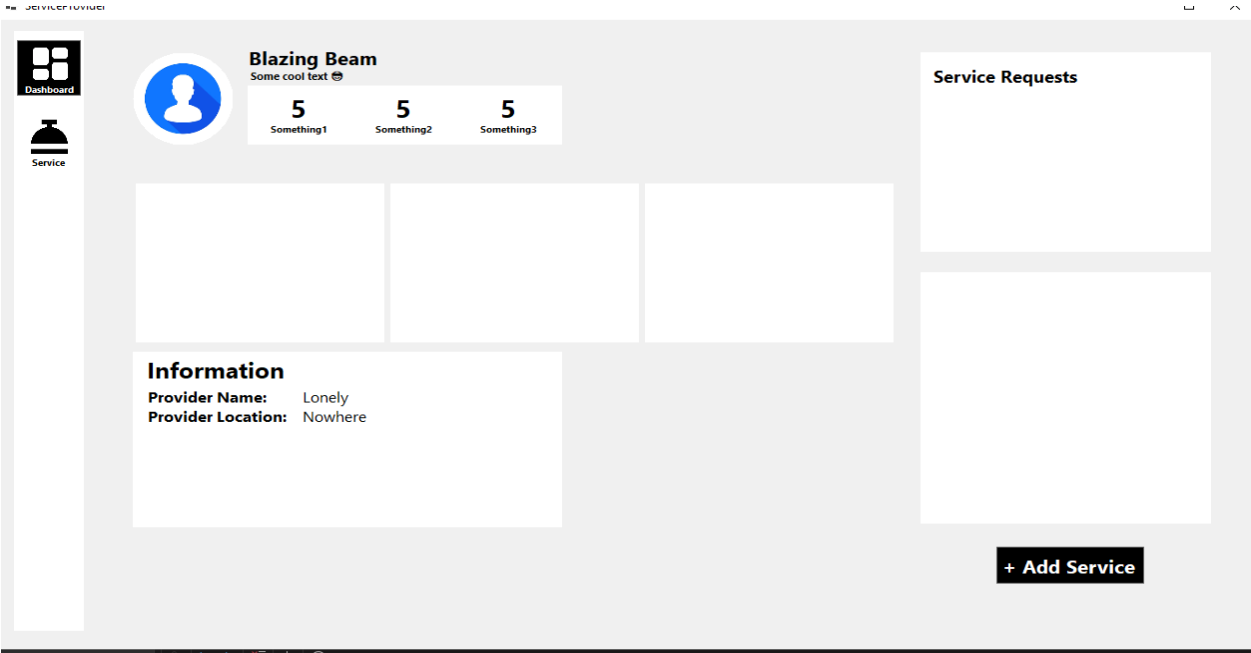 ServiceProvider
Dashboard
Service
Blazing Beam
Some cool text 😎
5 5 5
Something1 Something2 Something3
Information
Provider Name: Lonely
Provider Location: Nowhere
Service Requests
+ Add Service